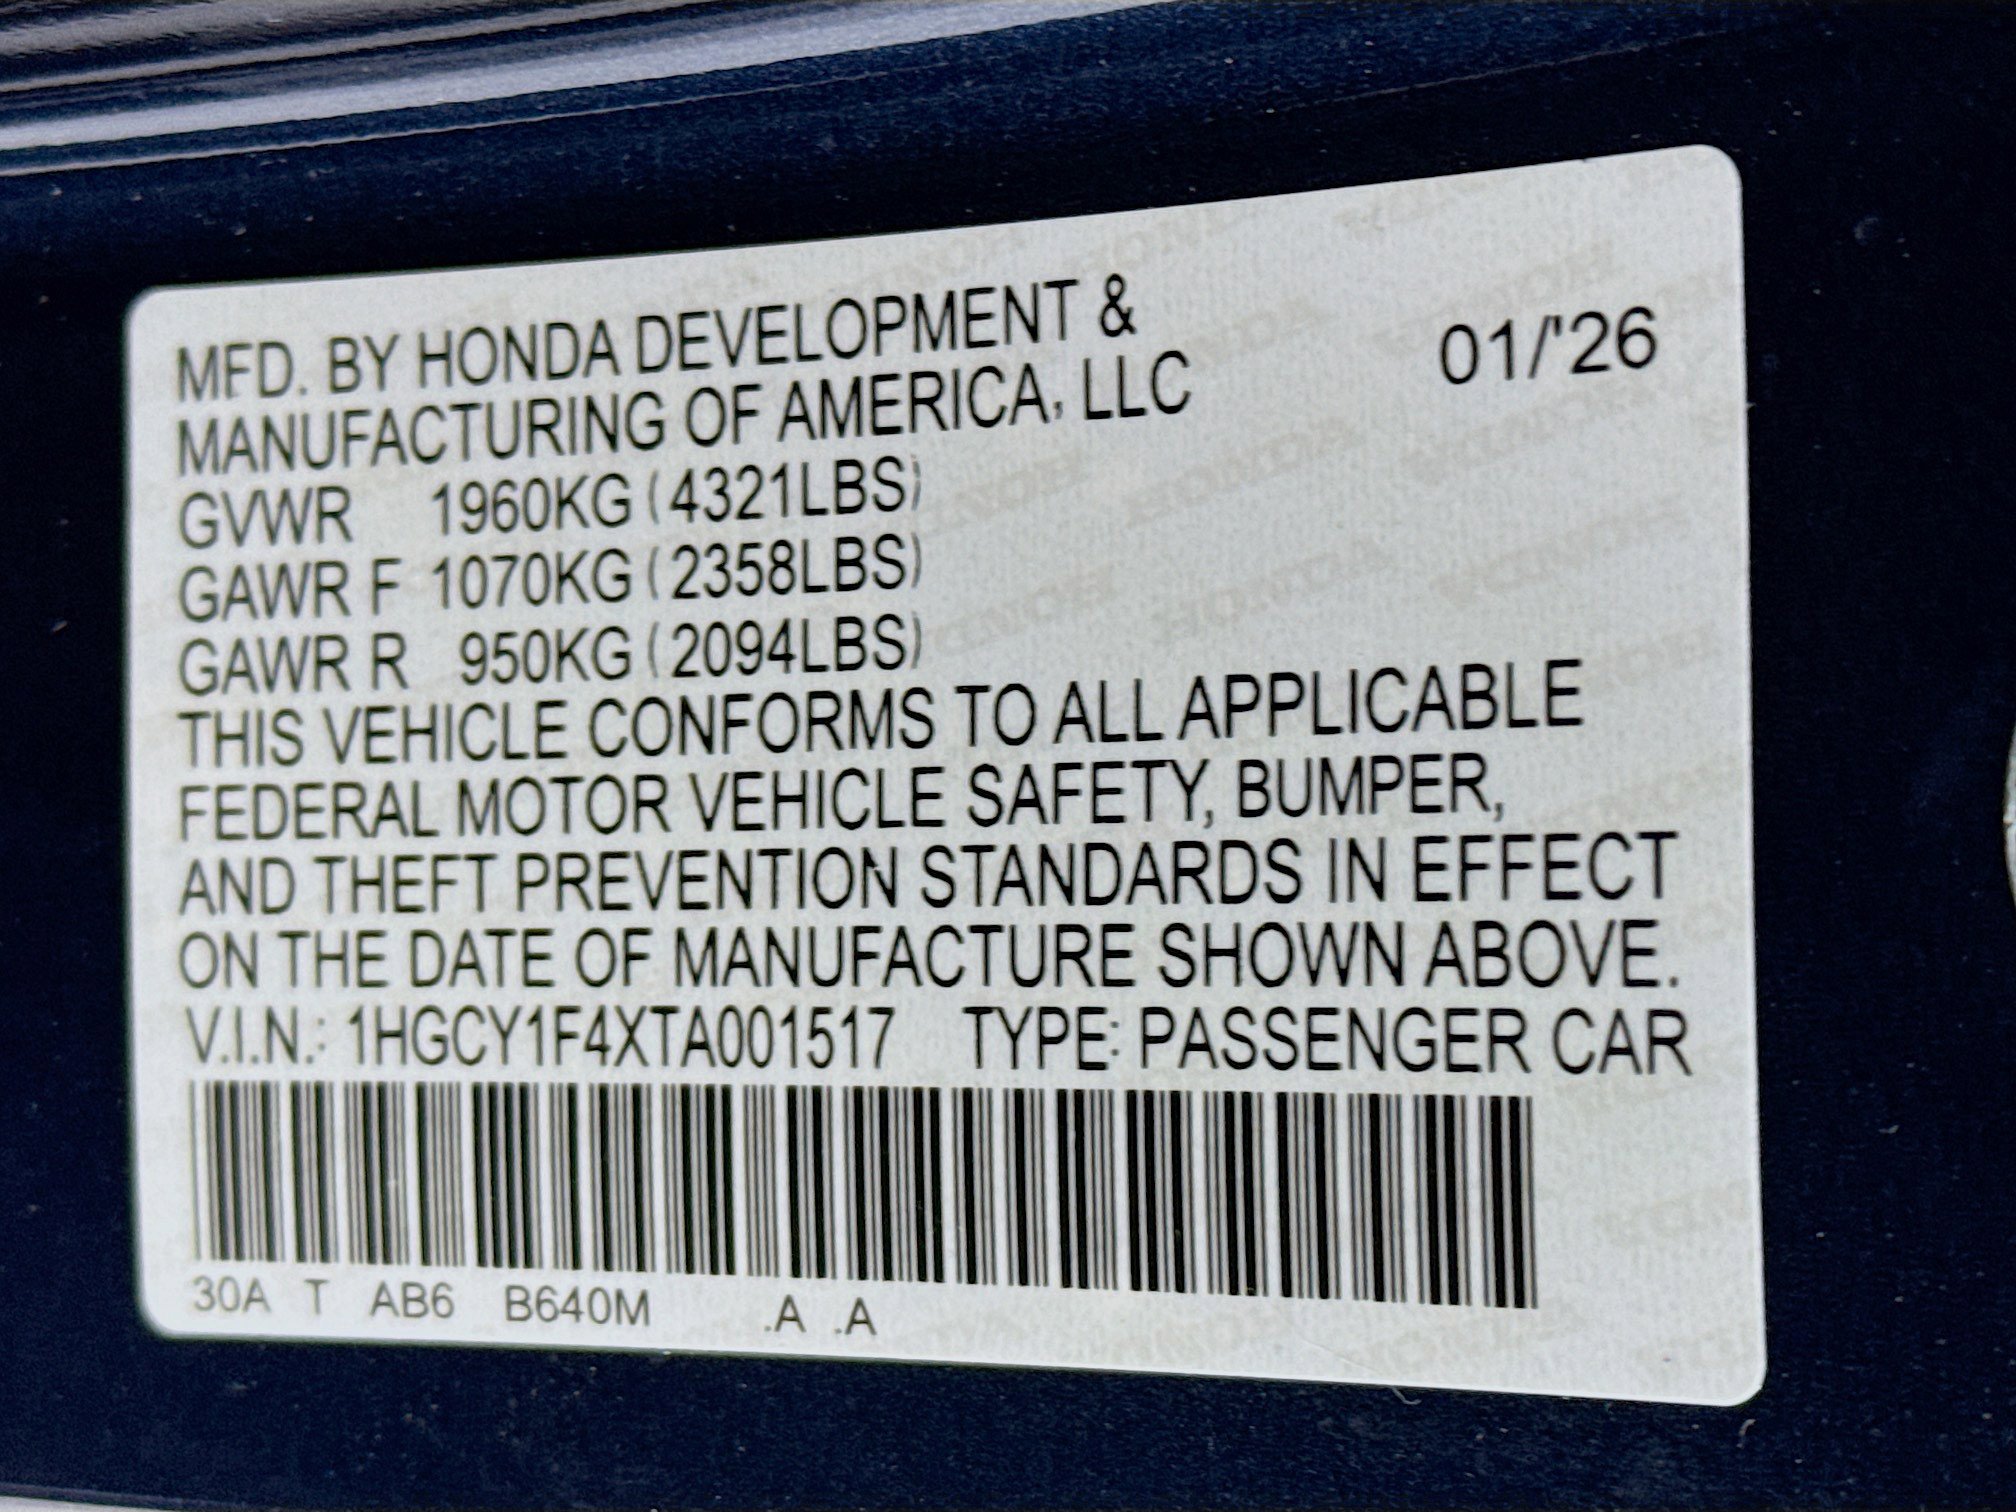 MFD. BY HONDA DEVELOPMENT &
MANUFACTURING OF AMERICA, LLC
01/'26
GVWR 1960KG (4321LBS)
GAWR F 1070KG (2358LBS)
GAWR R 950KG (2094LBS)
THIS VEHICLE CONFORMS TO ALL APPLICABLE
FEDERAL MOTOR VEHICLE SAFETY, BUMPER,
AND THEFT PREVENTION STANDARDS IN EFFECT
ON THE DATE OF MANUFACTURE SHOWN ABOVE.
V.I.N.: 1HGCY1F4XTA001517 TYPE: PASSENGER CAR
30A T AB6 B640M .A .A